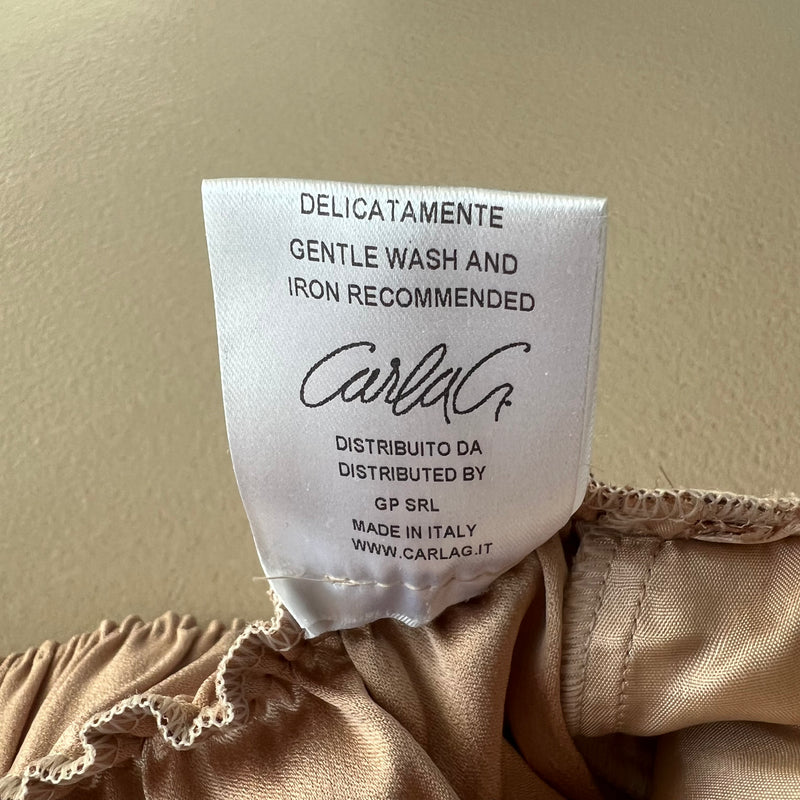 DELICATAMENTE
GENTLE WASH AND
IRON RECOMMENDED
CarlaG.
DISTRIBUITO DA
DISTRIBUTED BY
GP SRL
MADE IN ITALY
WWW.CARLAG.IT